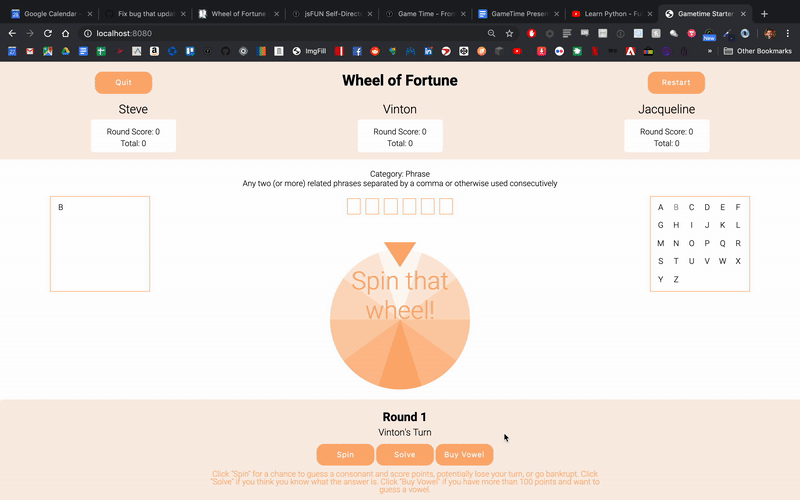 Google Calendar -
Fix bug that updat
Wheel of Fortune
jsFUN Self-Direct
Game Time - Fron
GameTime Presen
Learn Python - Fu
Gametime Starter
localhost:8080
New
ImgFill
Other Bookmarks
Quit
Wheel of Fortune
Restart
Steve
Vinton
Jacqueline
Round Score: 0
Total: 0
Round Score: 0
Total: 0
Round Score: 0
Total: 0
Category: Phrase
Any two (or more) related phrases separated by a comma or otherwise used consecutively
B
A B C D E F
G H I J K L
M N O P Q R
S T U V W X
Y Z
Spin that
wheel!
Round 1
Vinton's Turn
Spin
Solve
Buy Vowel
Click "Spin" for a chance to guess a consonant and score points, potentially lose your turn, or go bankrupt. Click
"Solve" if you think you know what the answer is. Click "Buy Vowel" if you have more than 100 points and want to
guess a vowel.